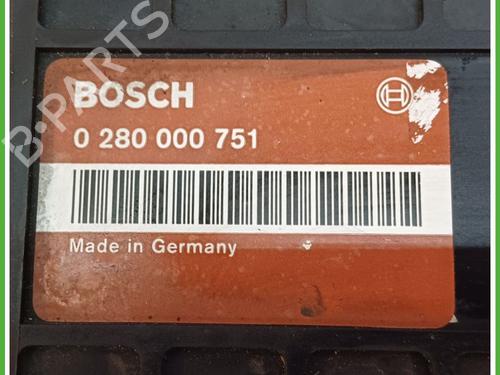 BOSCH
0 280 000 751
Made in Germany
B-PARTS